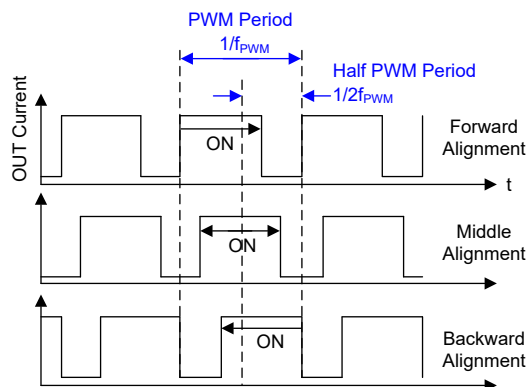 PWM Period
1/fPWM
Half PWM Period
1/2fPWM
OUT Current
ON
Forward
Alignment
t
ON
Middle
Alignment
ON
Backward
Alignment